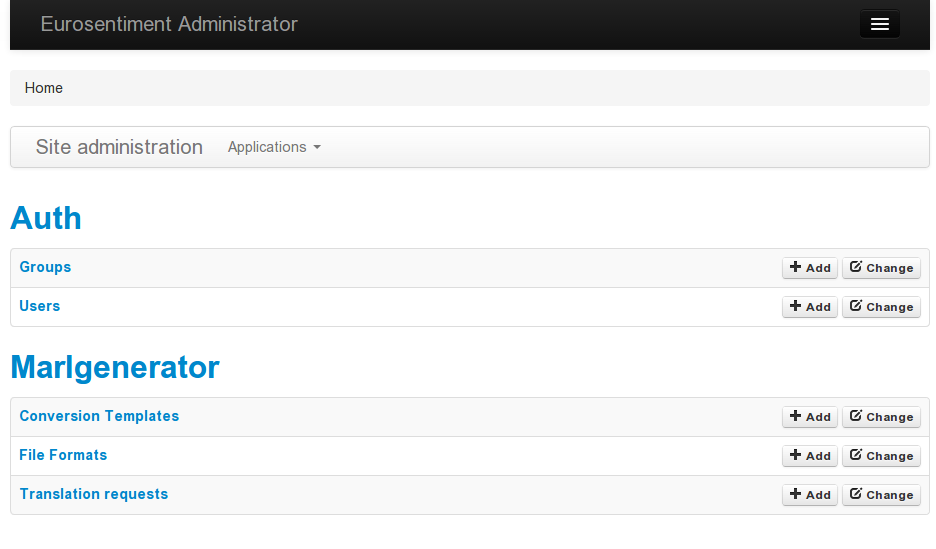 Eurosentiment Administrator
Home
Site administration Applications
Auth
Groups Add Change
Users Add Change
Marlgenerator
Conversion Templates Add Change
File Formats Add Change
Translation requests Add Change